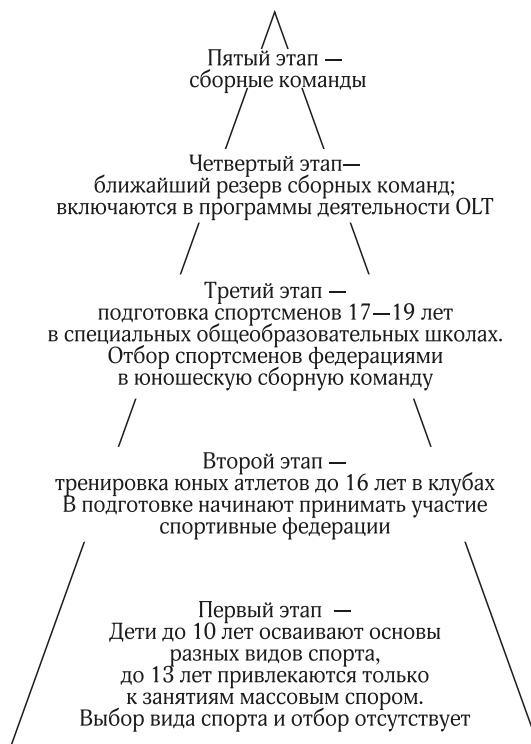 Пятый этап —
сборные команды
Четвертый этап—
ближайший резерв сборных команд;
включаются в программы деятельности OLT
Третий этап —
подготовка спортсменов 17—19 лет
в специальных общеобразовательных школах.
Отбор спортсменов федерациями
в юношескую сборную команду
Второй этап —
тренировка юных атлетов до 16 лет в клубах
В подготовке начинают принимать участие
спортивные федерации
Первый этап —
Дети до 10 лет осваивают основы
разных видов спорта,
до 13 лет привлекаются только
к занятиям массовым спором.
Выбор вида спорта и отбор отсутствует